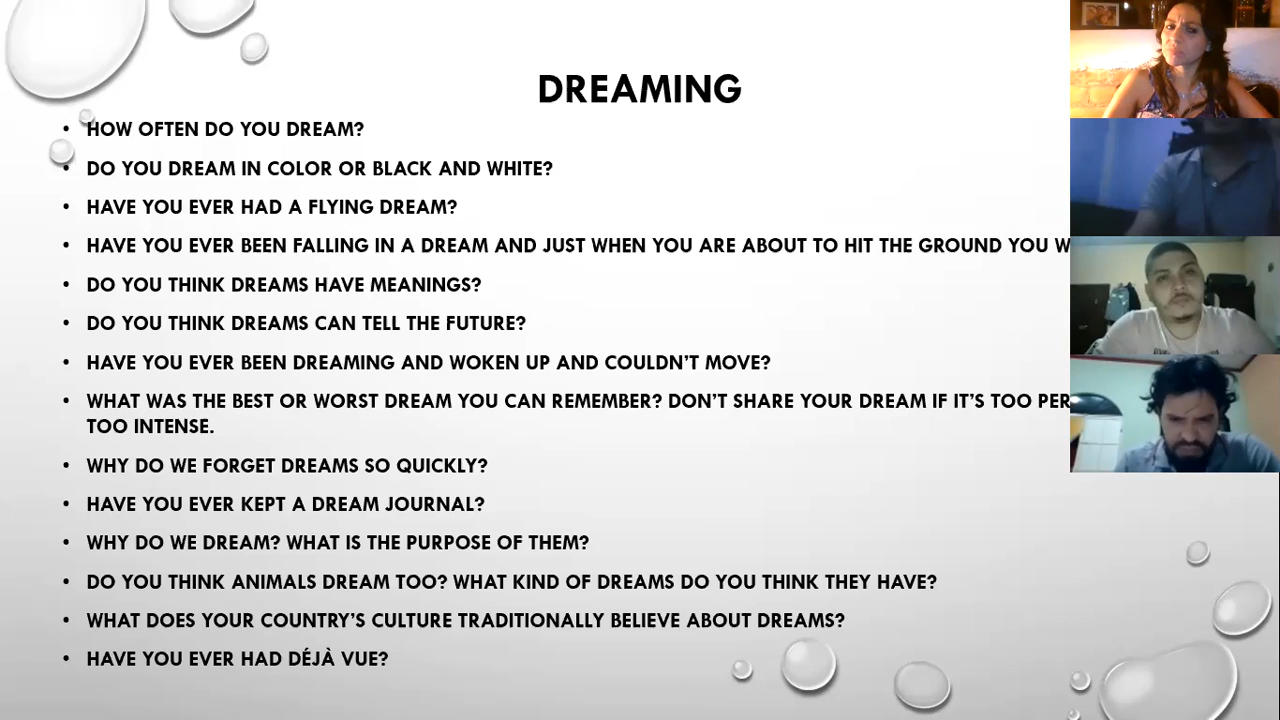 DREAMING
• HOW OFTEN DO YOU DREAM?
• DO YOU DREAM IN COLOR OR BLACK AND WHITE?
• HAVE YOU EVER HAD A FLYING DREAM?
• HAVE YOU EVER BEEN FALLING IN A DREAM AND JUST WHEN YOU ARE ABOUT TO HIT THE GROUND YOU
• DO YOU THINK DREAMS HAVE MEANINGS?
• DO YOU THINK DREAMS CAN TELL THE FUTURE?
• HAVE YOU EVER BEEN DREAMING AND WOKEN UP AND COULDN’T MOVE?
• WHAT WAS THE BEST OR WORST DREAM YOU CAN REMEMBER? DON’T SHARE YOUR DREAM IF IT’S TOO
TOO INTENSE.
• WHY DO WE FORGET DREAMS SO QUICKLY?
• HAVE YOU EVER KEPT A DREAM JOURNAL?
• WHY DO WE DREAM? WHAT IS THE PURPOSE OF THEM?
• DO YOU THINK ANIMALS DREAM TOO? WHAT KIND OF DREAMS DO YOU THINK THEY HAVE?
• WHAT DOES YOUR COUNTRY’S CULTURE TRADITIONALLY BELIEVE ABOUT DREAMS?
• HAVE YOU EVER HAD DÉJÀ VUE?